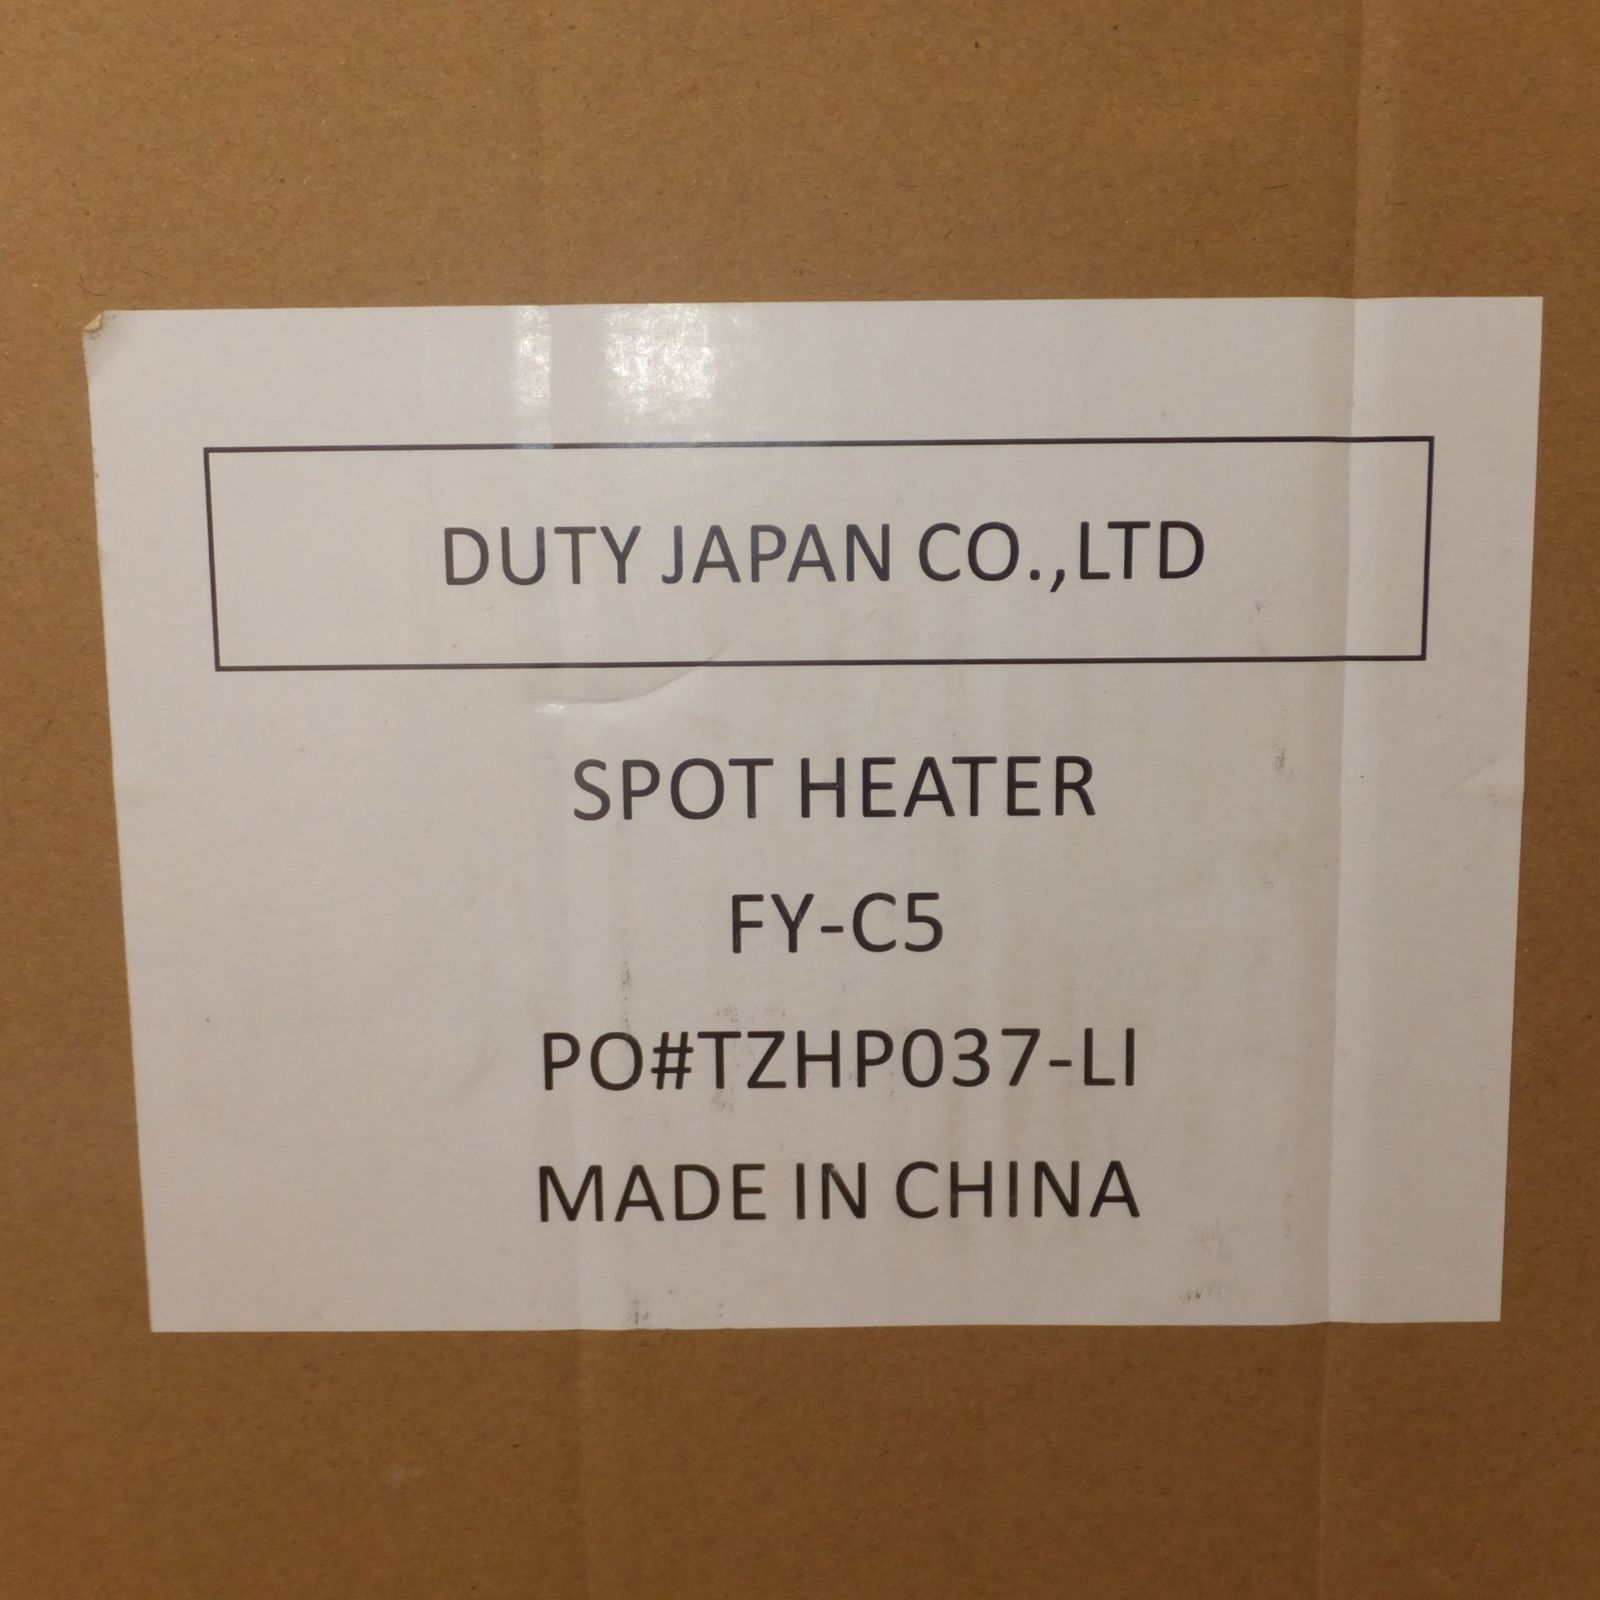 DUTY JAPAN CO.,LTD
SPOT HEATER
FY-C5
PO#TZHP037-LI
MADE IN CHINA